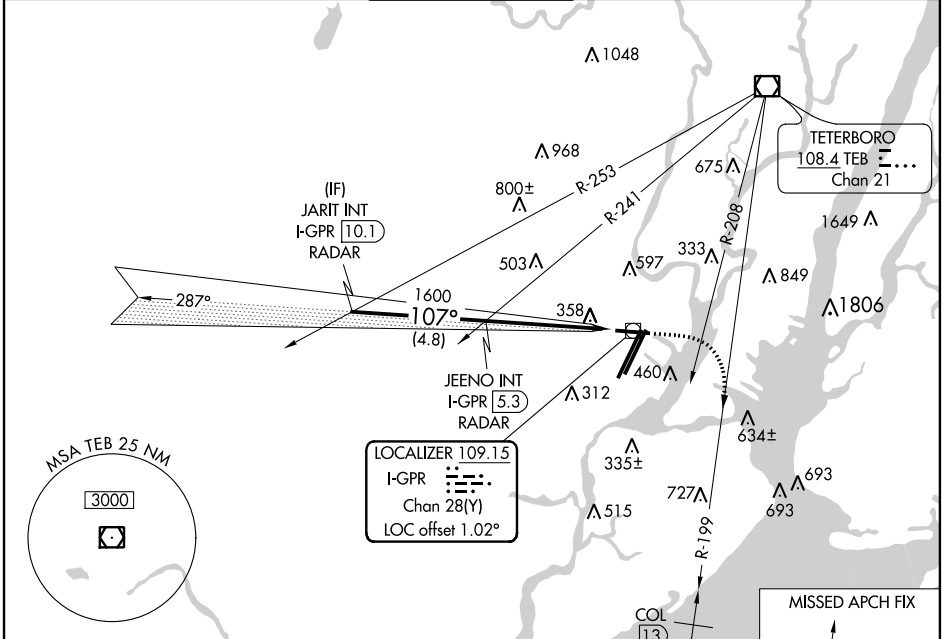 1048
TETERBORO
108.4 TEB
Chan 21
968
675
R-253
(IF)
JARIT INT
I-GPR 10.1
RADAR
800±
R-241
R-208
1649
503
597
333
849
287°
1600
107°
(4.8)
358
1806
JEENO INT
I-GPR 5.3
RADAR
312
460
634±
LOCALIZER 109.15
I-GPR
Chan 28(Y)
LOC offset 1.02°
335±
727
693
693
515
MSA TEB 25 NM
3000
R-199
COL
13
MISSED APCH FIX